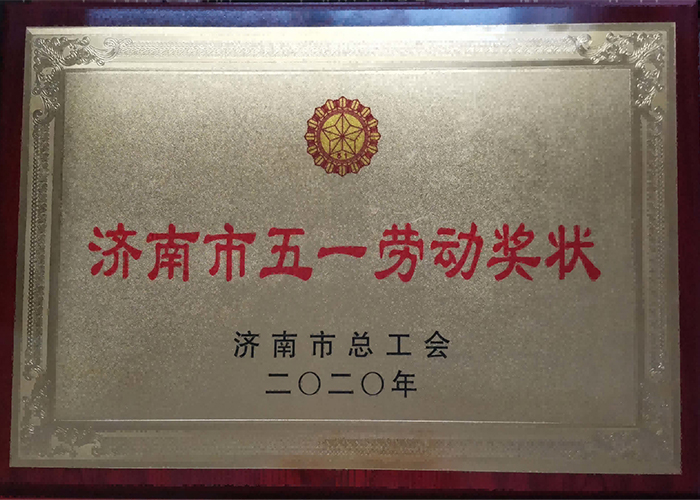 济南市五一劳动奖状
济南市总工会
二〇二〇年